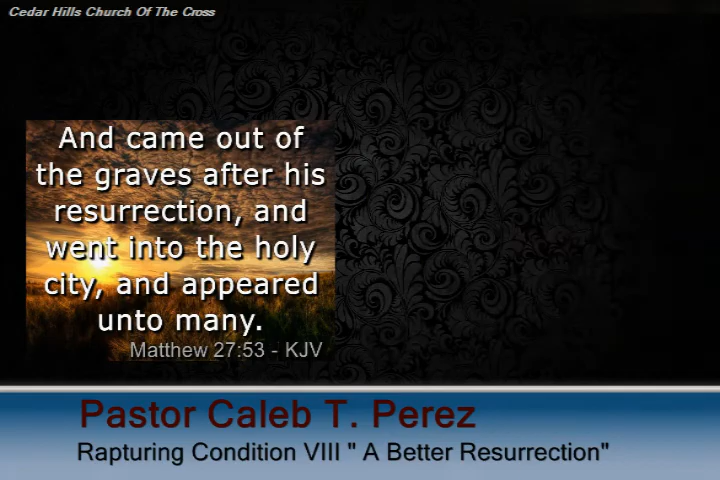 Cedar Hills Church Of The Cross
And came out of
the graves after his
resurrection, and
went into the holy
city, and appeared
unto many.
Matthew 27:53 - KJV
Pastor Caleb T. Perez
Rapturing Condition VIII " A Better Resurrection"